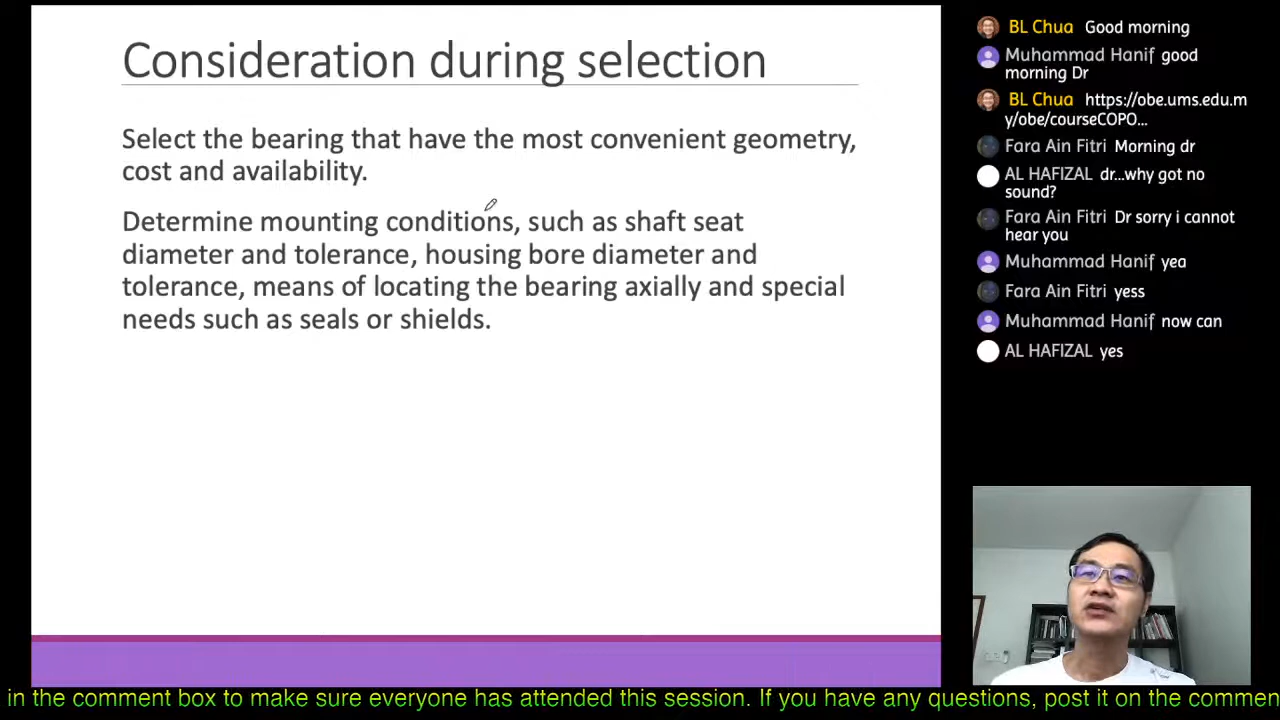 Consideration during selection
Select the bearing that have the most convenient geometry,
cost and availability.
Determine mounting conditions, such as shaft seat
diameter and tolerance, housing bore diameter and
tolerance, means of locating the bearing axially and special
needs such as seals or shields.
BL Chua Good morning
Muhammad Hanif good
morning Dr
BL Chua https://obe.ums.edu.m
y/obe/courseCOPO...
Fara Ain Fitri Morning dr
AL HAFIZAL dr...why got no
sound?
Fara Ain Fitri Dr sorry i cannot
hear you
Muhammad Hanif yea
Fara Ain Fitri yess
Muhammad Hanif now can
AL HAFIZAL yes
in the comment box to make sure everyone has attended this session. If you have any questions, post it on the commen